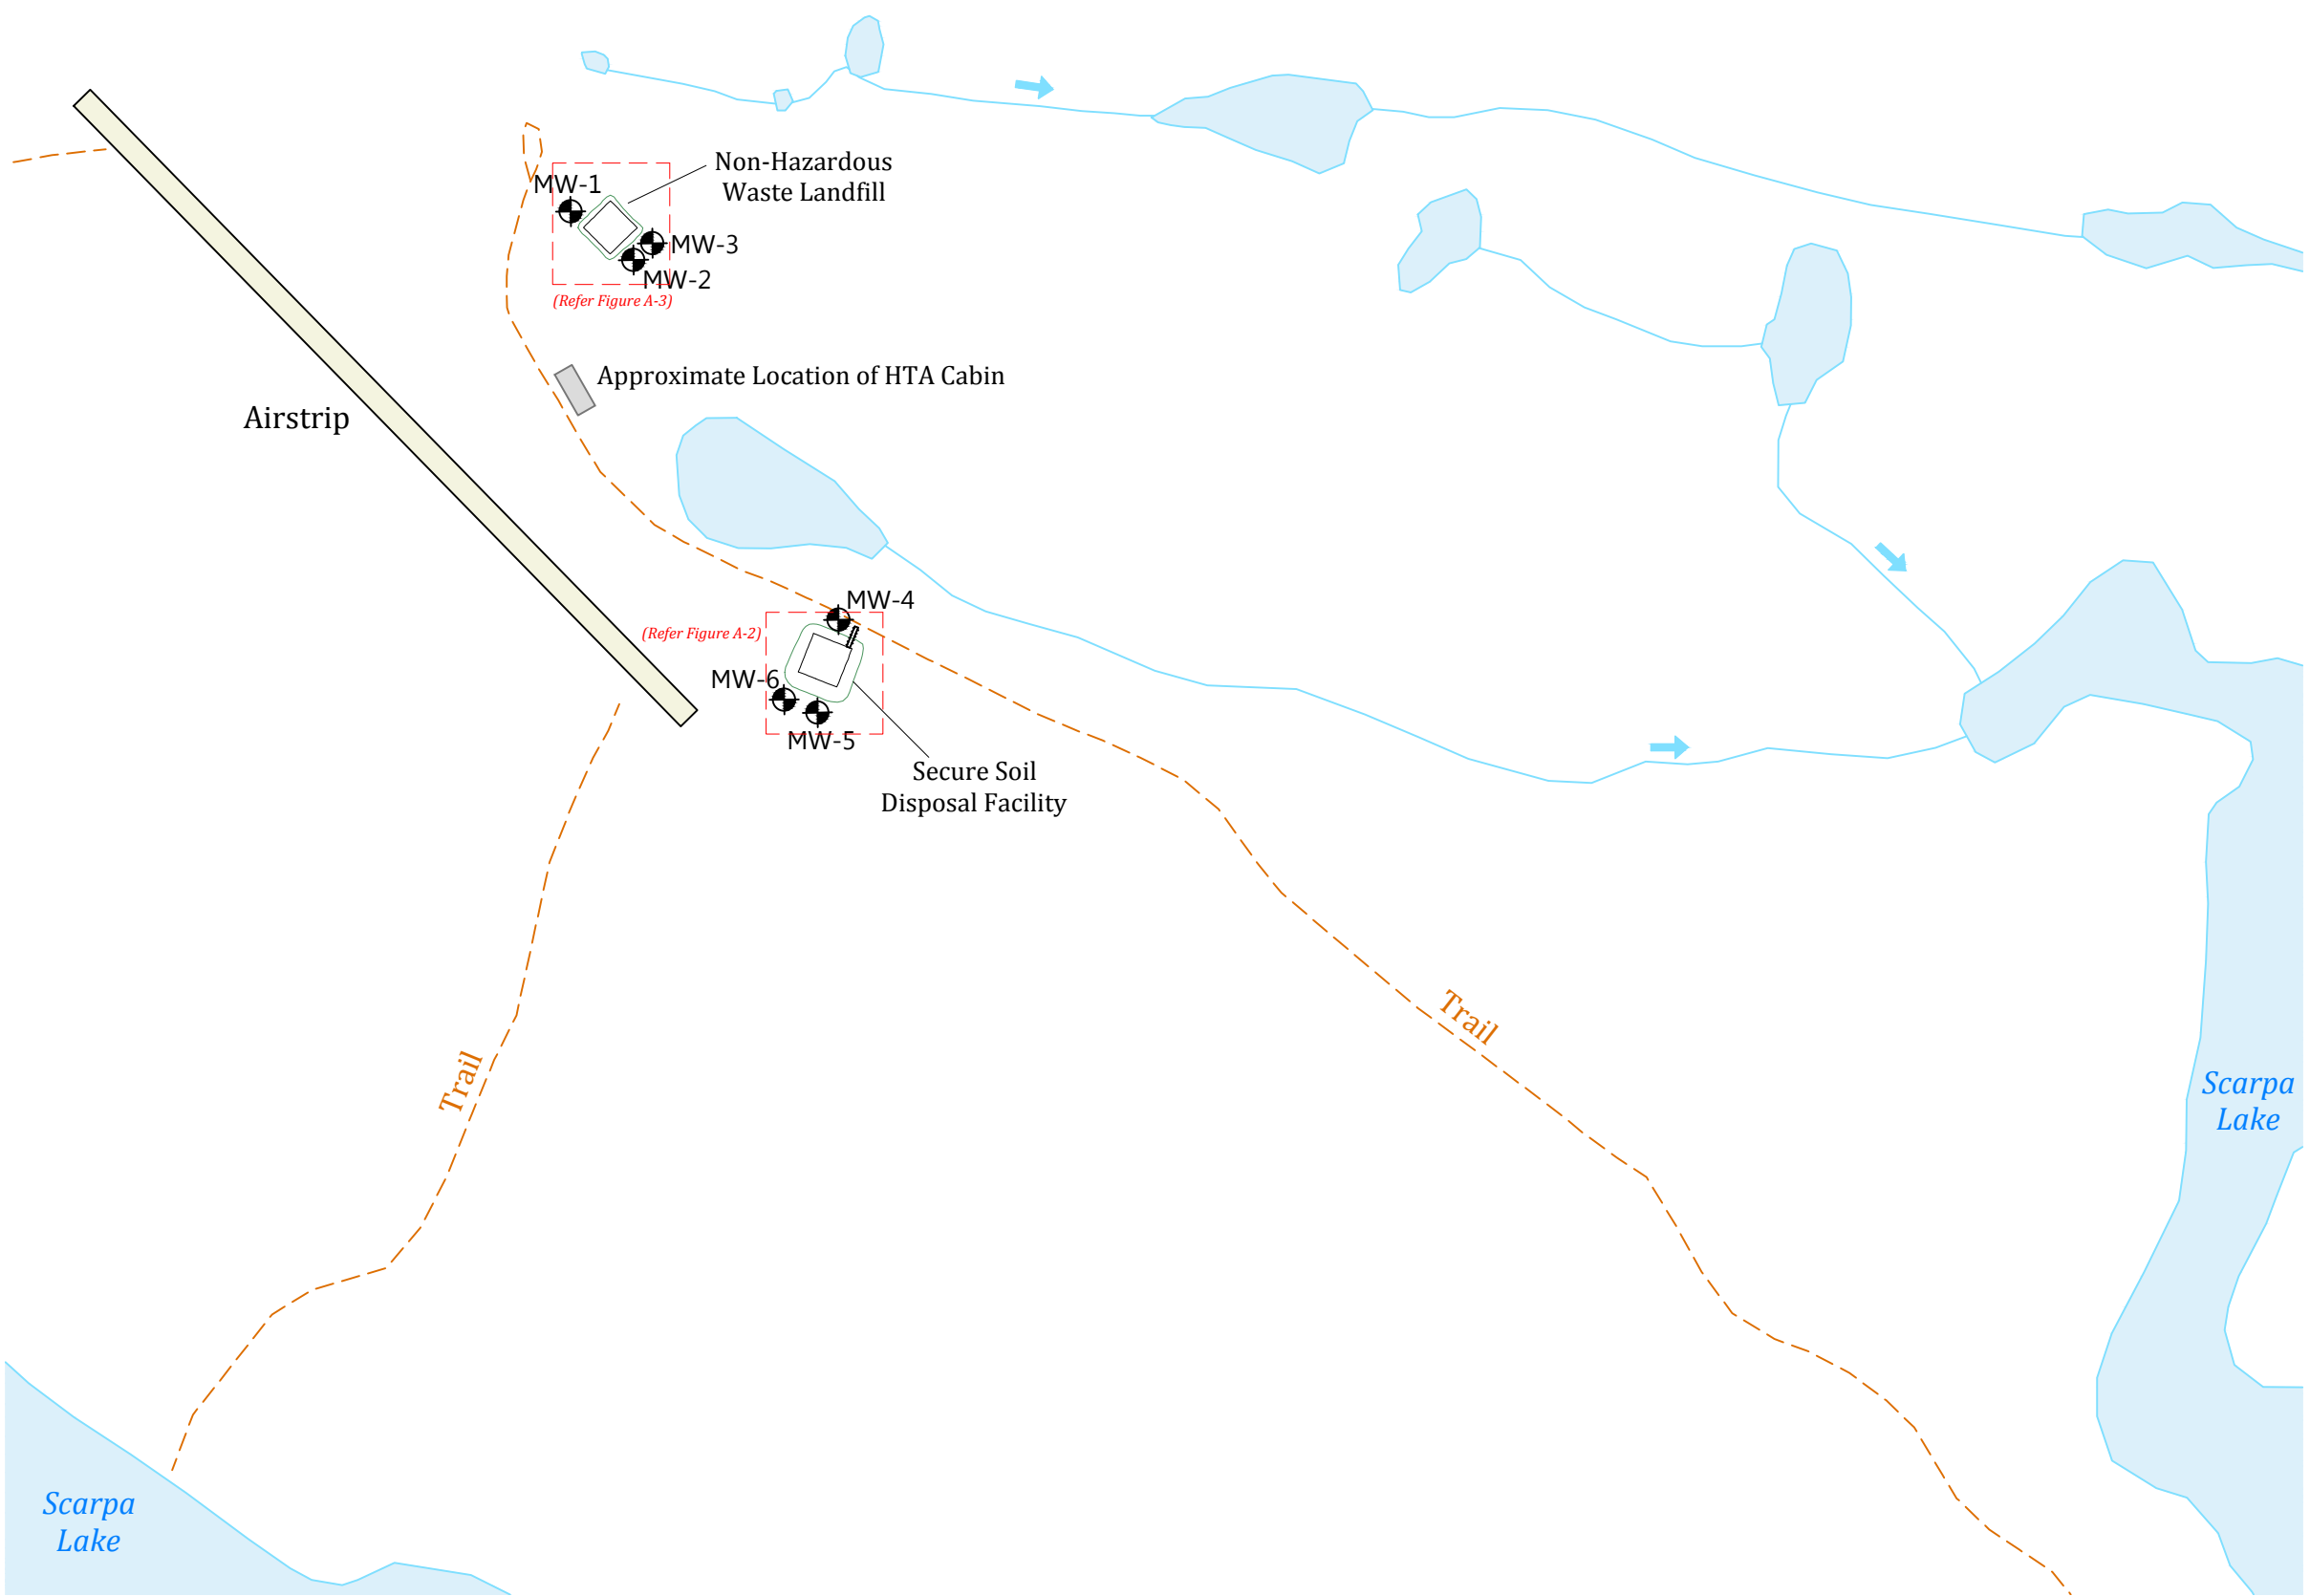 Non-Hazardous
Waste Landfill
MW-1
MW-3
MW-2
(Refer Figure A-3)
Approximate Location of HTA Cabin
Airstrip
MW-4
(Refer Figure A-2)
MW-6
MW-5
Secure Soil
Disposal Facility
Trail
Trail
Scarpa
Lake
Scarpa
Lake